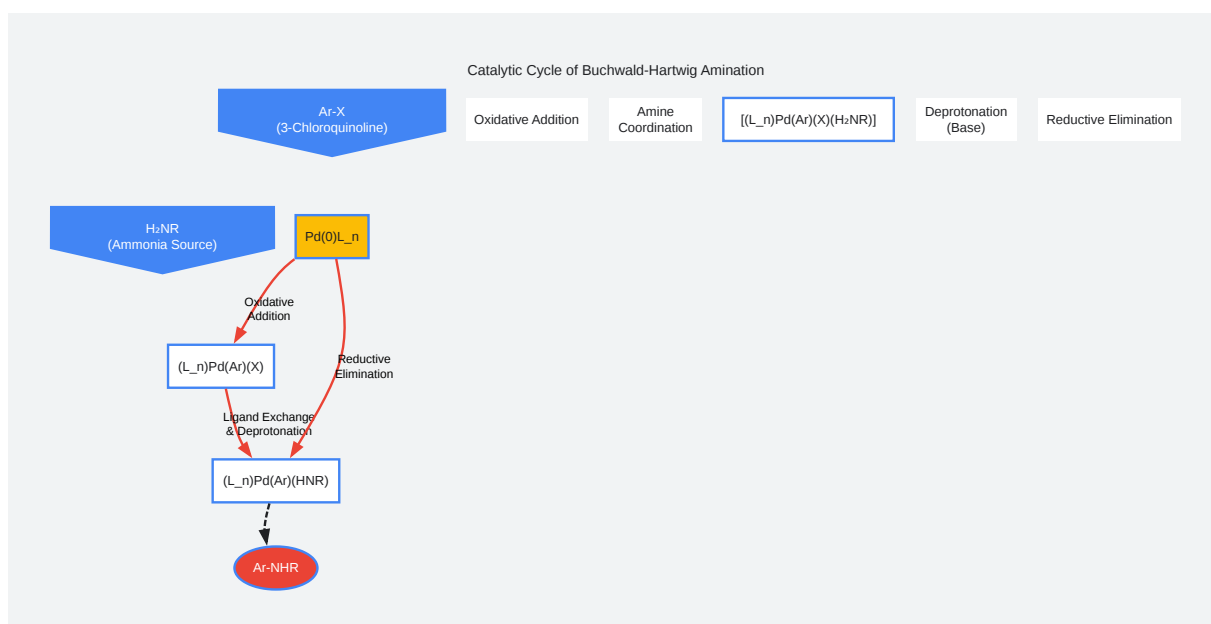 Catalytic Cycle of Buchwald-Hartwig Amination
Ar-X
(3-Chloroquinoline)
Oxidative Addition
Amine
Coordination
[(L_n)Pd(Ar)(X)(H₂NR)]
Deprotonation
(Base)
Reductive Elimination
H₂NR
(Ammonia Source)
Pd(0)L_n
Oxidative
Addition
(L_n)Pd(Ar)(X)
Reductive
Elimination
Ligand Exchange
& Deprotonation
(L_n)Pd(Ar)(HNR)
Ar-NHR